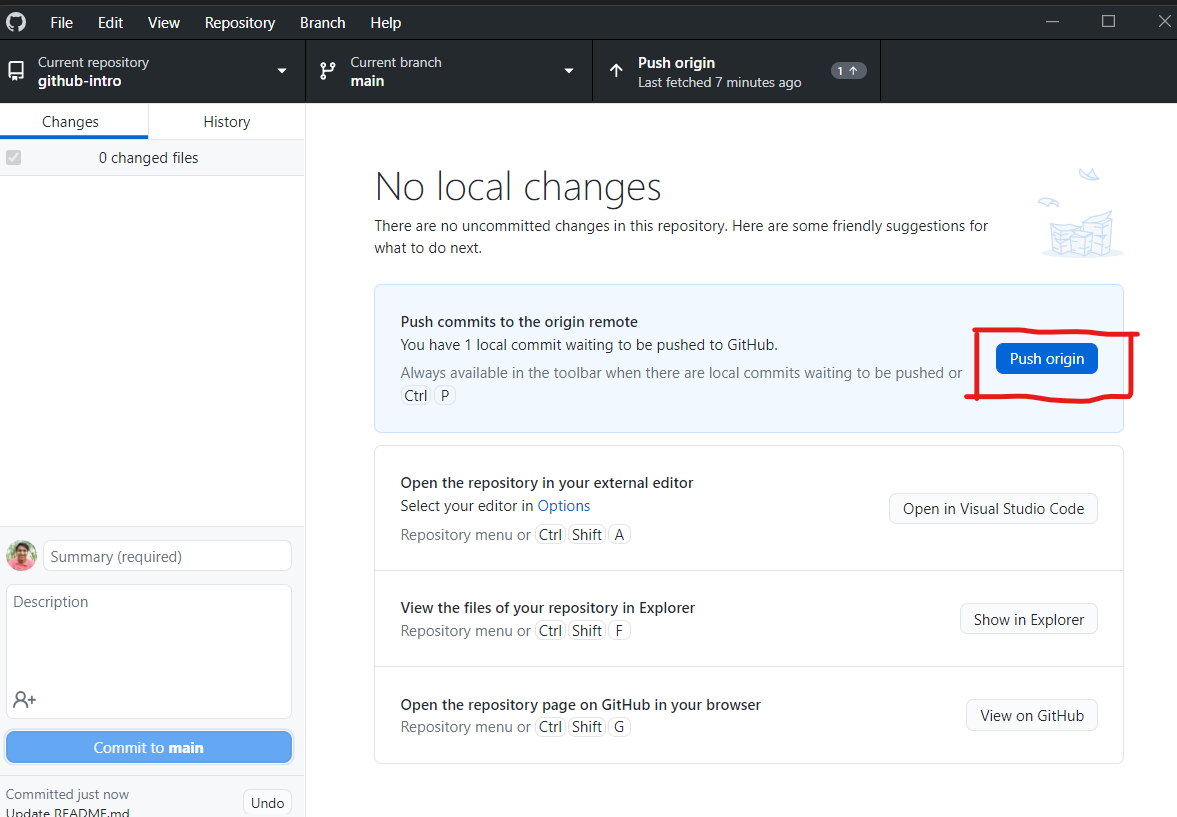 File Edit View Repository Branch Help
Current repository
github-intro
Current branch
main
Push origin
Last fetched 7 minutes ago
1
Changes History
0 changed files
No local changes
There are no uncommitted changes in this repository. Here are some friendly suggestions for
what to do next.
Push commits to the origin remote
You have 1 local commit waiting to be pushed to GitHub.
Always available in the toolbar when there are local commits waiting to be pushed or
Ctrl P
Push origin
Open the repository in your external editor
Select your editor in Options
Repository menu or Ctrl Shift A
Open in Visual Studio Code
View the files of your repository in Explorer
Repository menu or Ctrl Shift F
Show in Explorer
Open the repository page on GitHub in your browser
Repository menu or Ctrl Shift G
View on GitHub
Summary (required)
Description
Commit to main
Committed just now
Update README.md
Undo